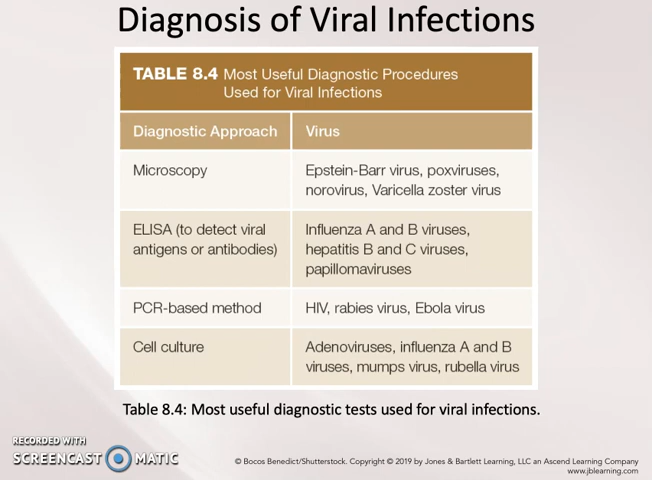 Diagnosis of Viral Infections
TABLE 8.4 Most Useful Diagnostic Procedures
Used for Viral Infections
Diagnostic Approach Virus
Microscopy Epstein-Barr virus, poxviruses,
norovirus, Varicella zoster virus
ELISA (to detect viral Influenza A and B viruses,
antigens or antibodies) hepatitis B and C viruses,
papillomaviruses
PCR-based method HIV, rabies virus, Ebola virus
Cell culture Adenoviruses, influenza A and B
viruses, mumps virus, rubella virus
Table 8.4: Most useful diagnostic tests used for viral infections.
RECORDED WITH
SCREENCAST MATIC
© Bocos Benedict/Shutterstock. Copyright © 2019 by Jones & Bartlett Learning, LLC an Ascend Learning Company
www.jblearning.com